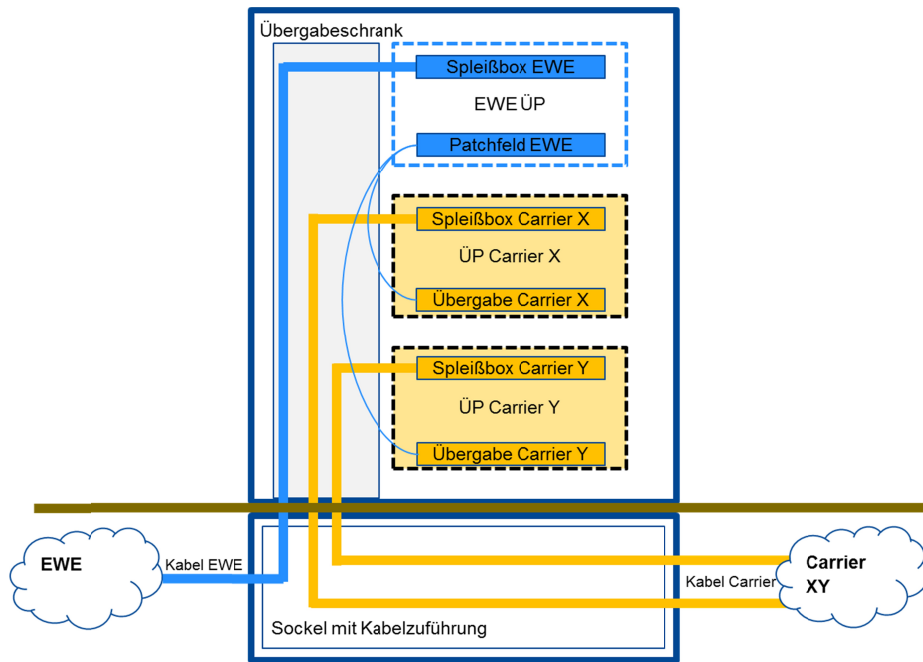 Übergabeschrank
Spleißbox EWE
EWE ÜP
Patchfeld EWE
Spleißbox Carrier X
ÜP Carrier X
Übergabe Carrier X
Spleißbox Carrier Y
ÜP Carrier Y
Übergabe Carrier Y
EWE
Kabel EWE
Kabel Carrier
Carrier
XY
Sockel mit Kabelzuführung